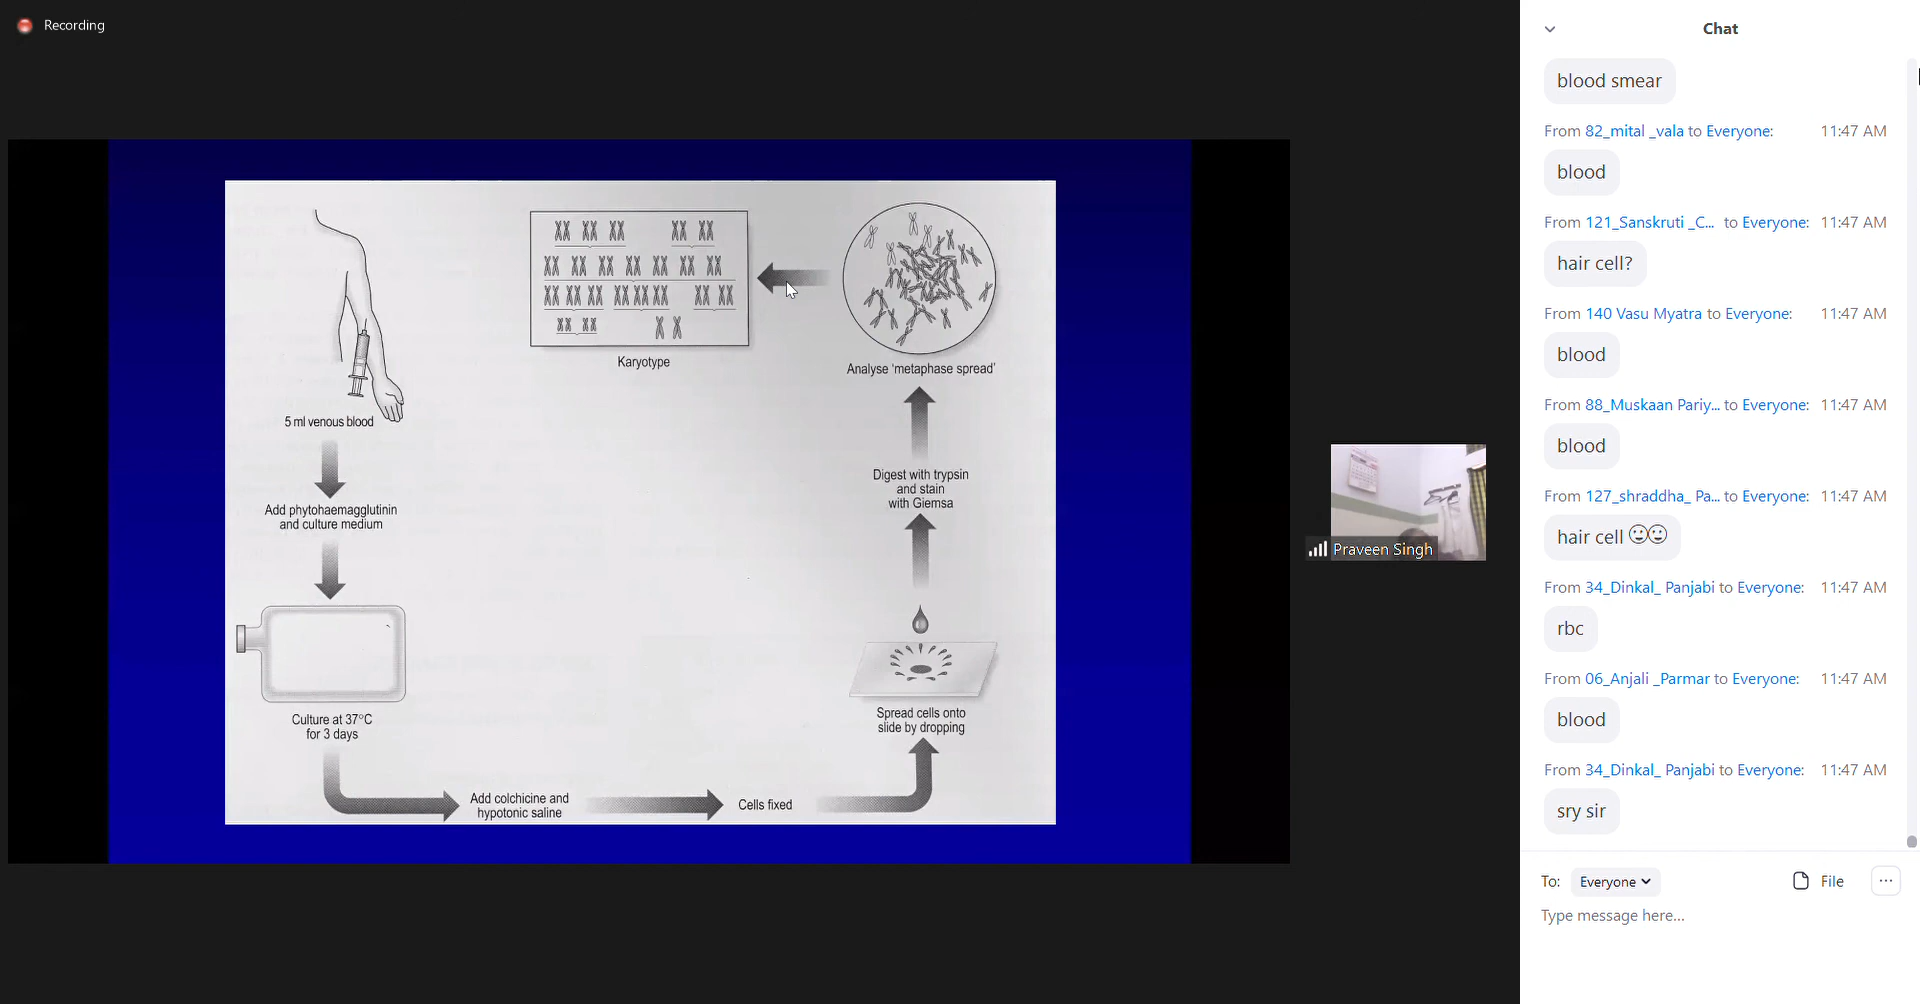 Recording
5 ml venous blood
Add phytohaemagglutinin
and culture medium
Culture at 37°C
for 3 days
Add colchicine and
hypotonic saline
Cells fixed
Spread cells onto
slide by dropping
Digest with trypsin
and stain
with Giemsa
Analyse ‘metaphase spread’
Karyotype
Praveen Singh
Chat
blood smear
From 82_mital _vala to Everyone: 11:47 AM
blood
From 121_Sanskruti _C... to Everyone: 11:47 AM
hair cell?
From 140 Vasu Myatra to Everyone: 11:47 AM
blood
From 88_Muskaan Pariy... to Everyone: 11:47 AM
blood
From 127_shraddha_ Pa... to Everyone: 11:47 AM
hair cell
From 34_Dinkal_ Panjabi to Everyone: 11:47 AM
rbc
From 06_Anjali _Parmar to Everyone: 11:47 AM
blood
From 34_Dinkal_ Panjabi to Everyone: 11:47 AM
sry sir
To: Everyone File ...
Type message here...